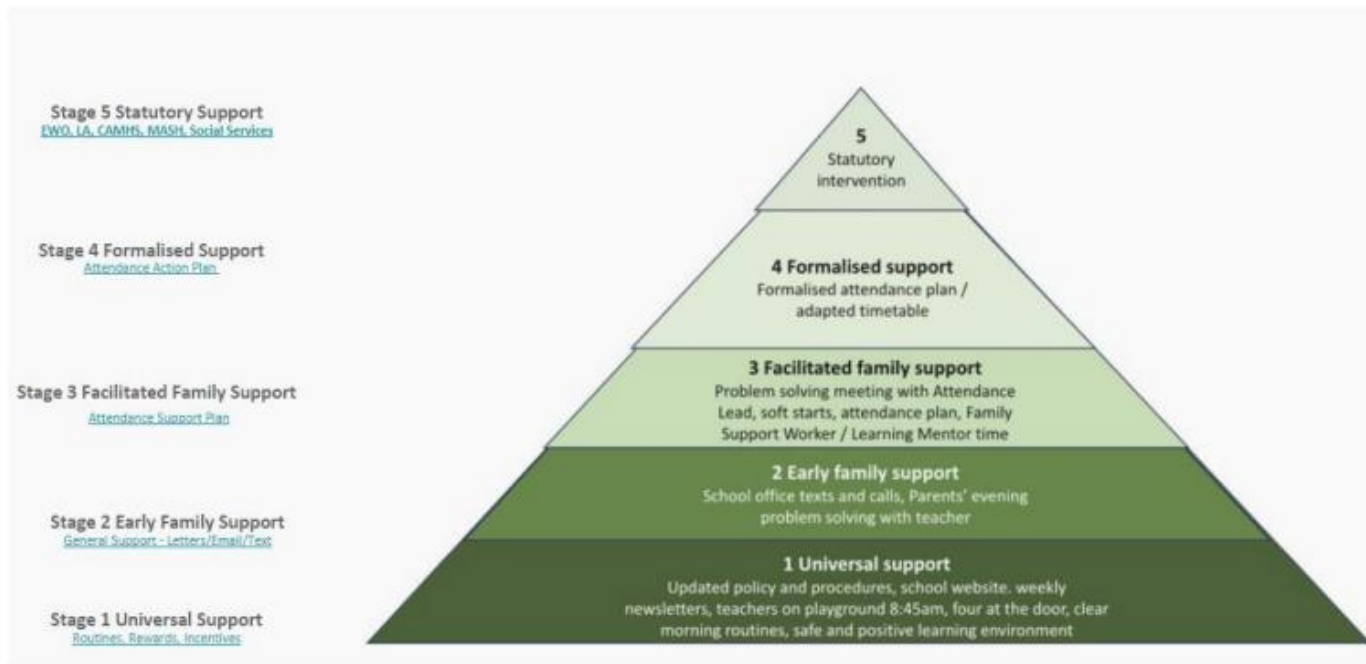 Stage 5 Statutory Support
EWO, LA, CAMHS, MASH, Social Services
Stage 4 Formalised Support
Attendance Action Plan
Stage 3 Facilitated Family Support
Attendance Support Plan
Stage 2 Early Family Support
General Support - Letters/Email/Text
Stage 1 Universal Support
Routines, Rewards, Incentives
5
Statutory
intervention
4 Formalised support
Formalised attendance plan /
adapted timetable
3 Facilitated family support
Problem solving meeting with Attendance
Lead, soft starts, attendance plan, Family
Support Worker / Learning Mentor time
2 Early family support
School office texts and calls, Parents' evening
problem solving with teacher
1 Universal support
Updated policy and procedures, school website. weekly
newsletters, teachers on playground 8:45am, four at the door, clear
morning routines, safe and positive learning environment